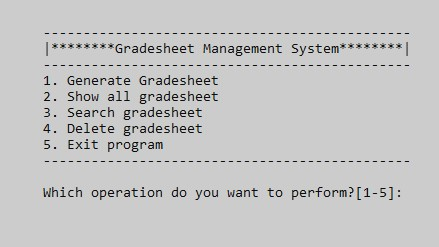 ----------------------------------------------
|********Gradesheet Management System********|
----------------------------------------------
1. Generate Gradesheet
2. Show all gradesheet
3. Search gradesheet
4. Delete gradesheet
5. Exit program
----------------------------------------------
Which operation do you want to perform?[1-5]: